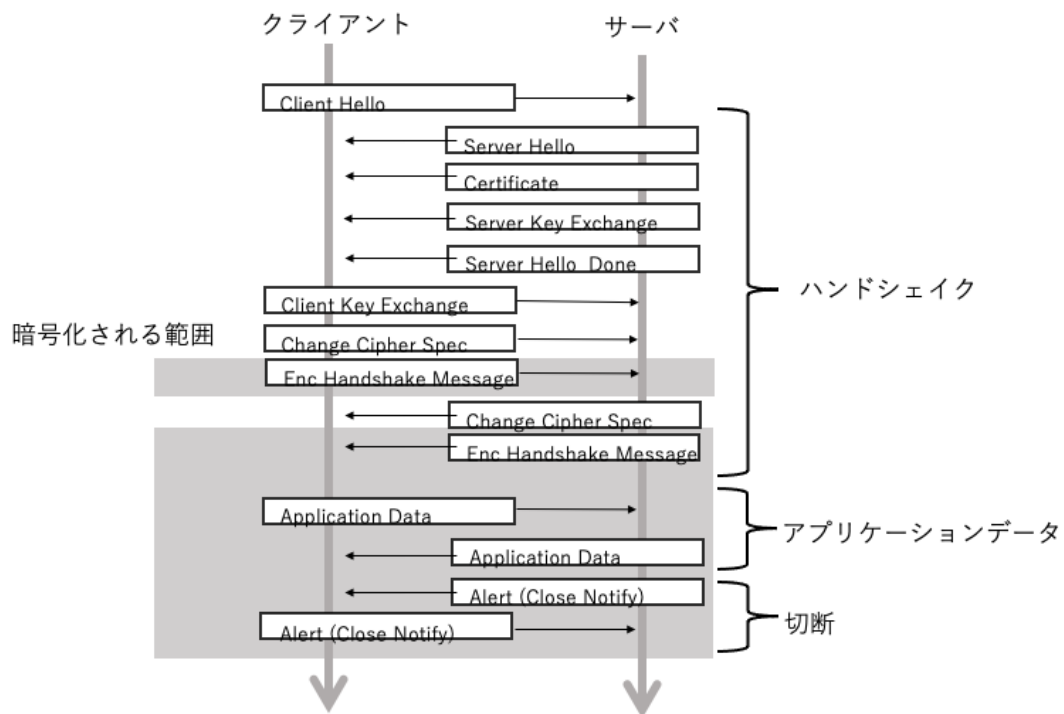 クライアント
サーバ
Client Hello
Server Hello
Certificate
Server Key Exchange
Server Hello Done
Client Key Exchange
ハンドシェイク
暗号化される範囲
Change Cipher Spec
Enc Handshake Message
Change Cipher Spec
Enc Handshake Message
Application Data
アプリケーションデータ
Application Data
Alert (Close Notify)
切断
Alert (Close Notify)